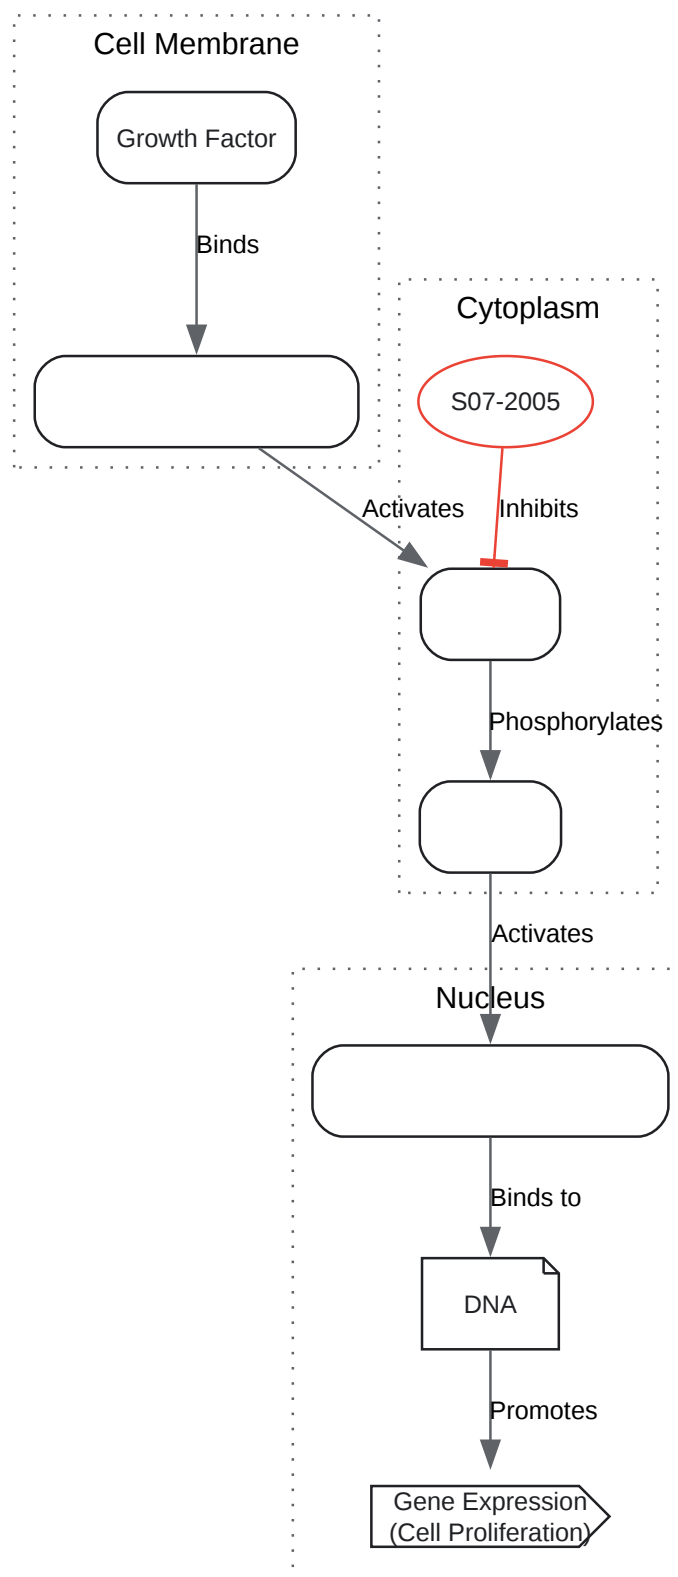 Cell Membrane
Growth Factor
Binds
Cytoplasm
S07-2005
Activates
Inhibits
Phosphorylates
Activates
Nucleus
Binds to
DNA
Promotes
Gene Expression
(Cell Proliferation)